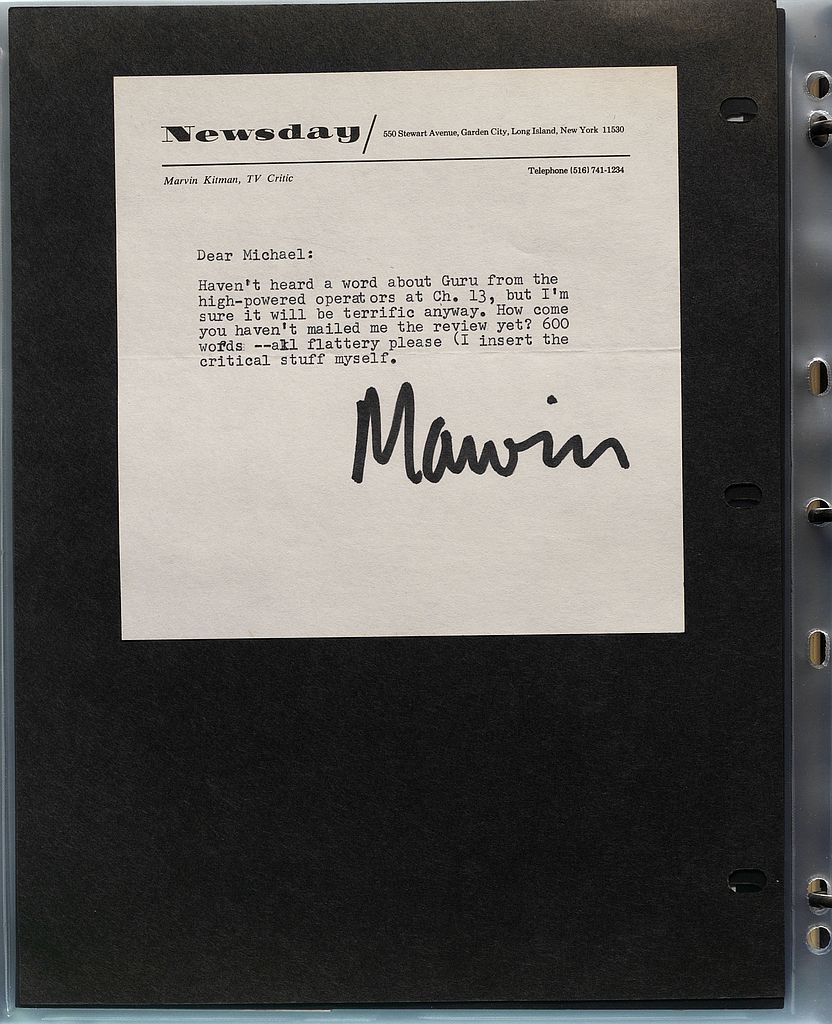 Newsday/ 550 Stewart Avenue, Garden City, Long Island, New York 11530
Marvin Kitman, TV Critic
Telephone (516) 741-1234
Dear Michael:
Haven't heard a word about Guru from the
high-powered operators at Ch. 13, but I'm
sure it will be terrific anyway. How come
you haven't mailed me the review yet? 600
words --all flattery please (I insert the
critical stuff myself.
Marvin